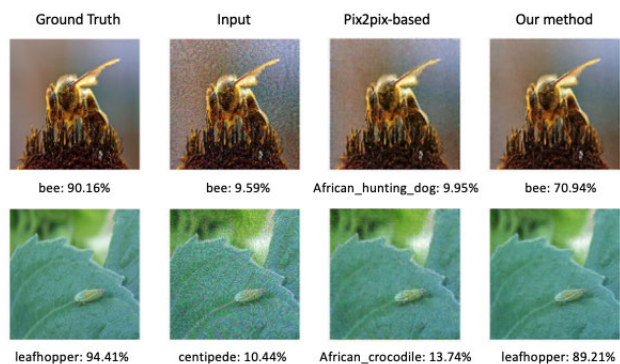 Ground Truth Input Pix2pix-based Our method
bee: 90.16% bee: 9.59% African_hunting_dog: 9.95% bee: 70.94%
leafhopper: 94.41% centipede: 10.44% African_crocodile: 13.74% leafhopper: 89.21%